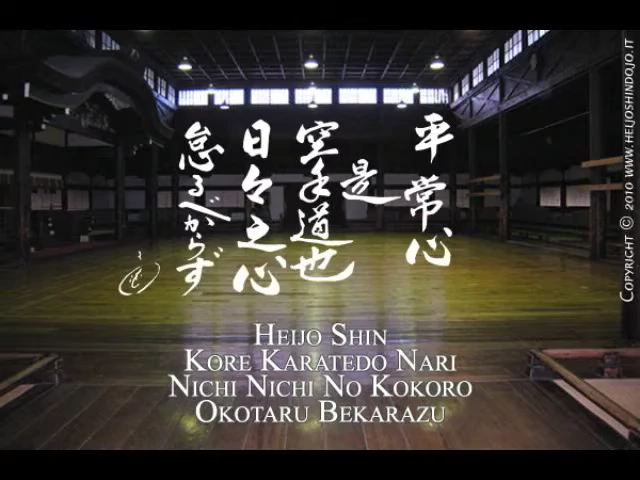 平常心
是
空手道也
日々之心
怠るべからず
Heijo Shin
Kore Karatedo Nari
Nichi Nichi No Kokoro
Okotaru Bekarazu
Copyright © 2010 www.heijoshindojo.it